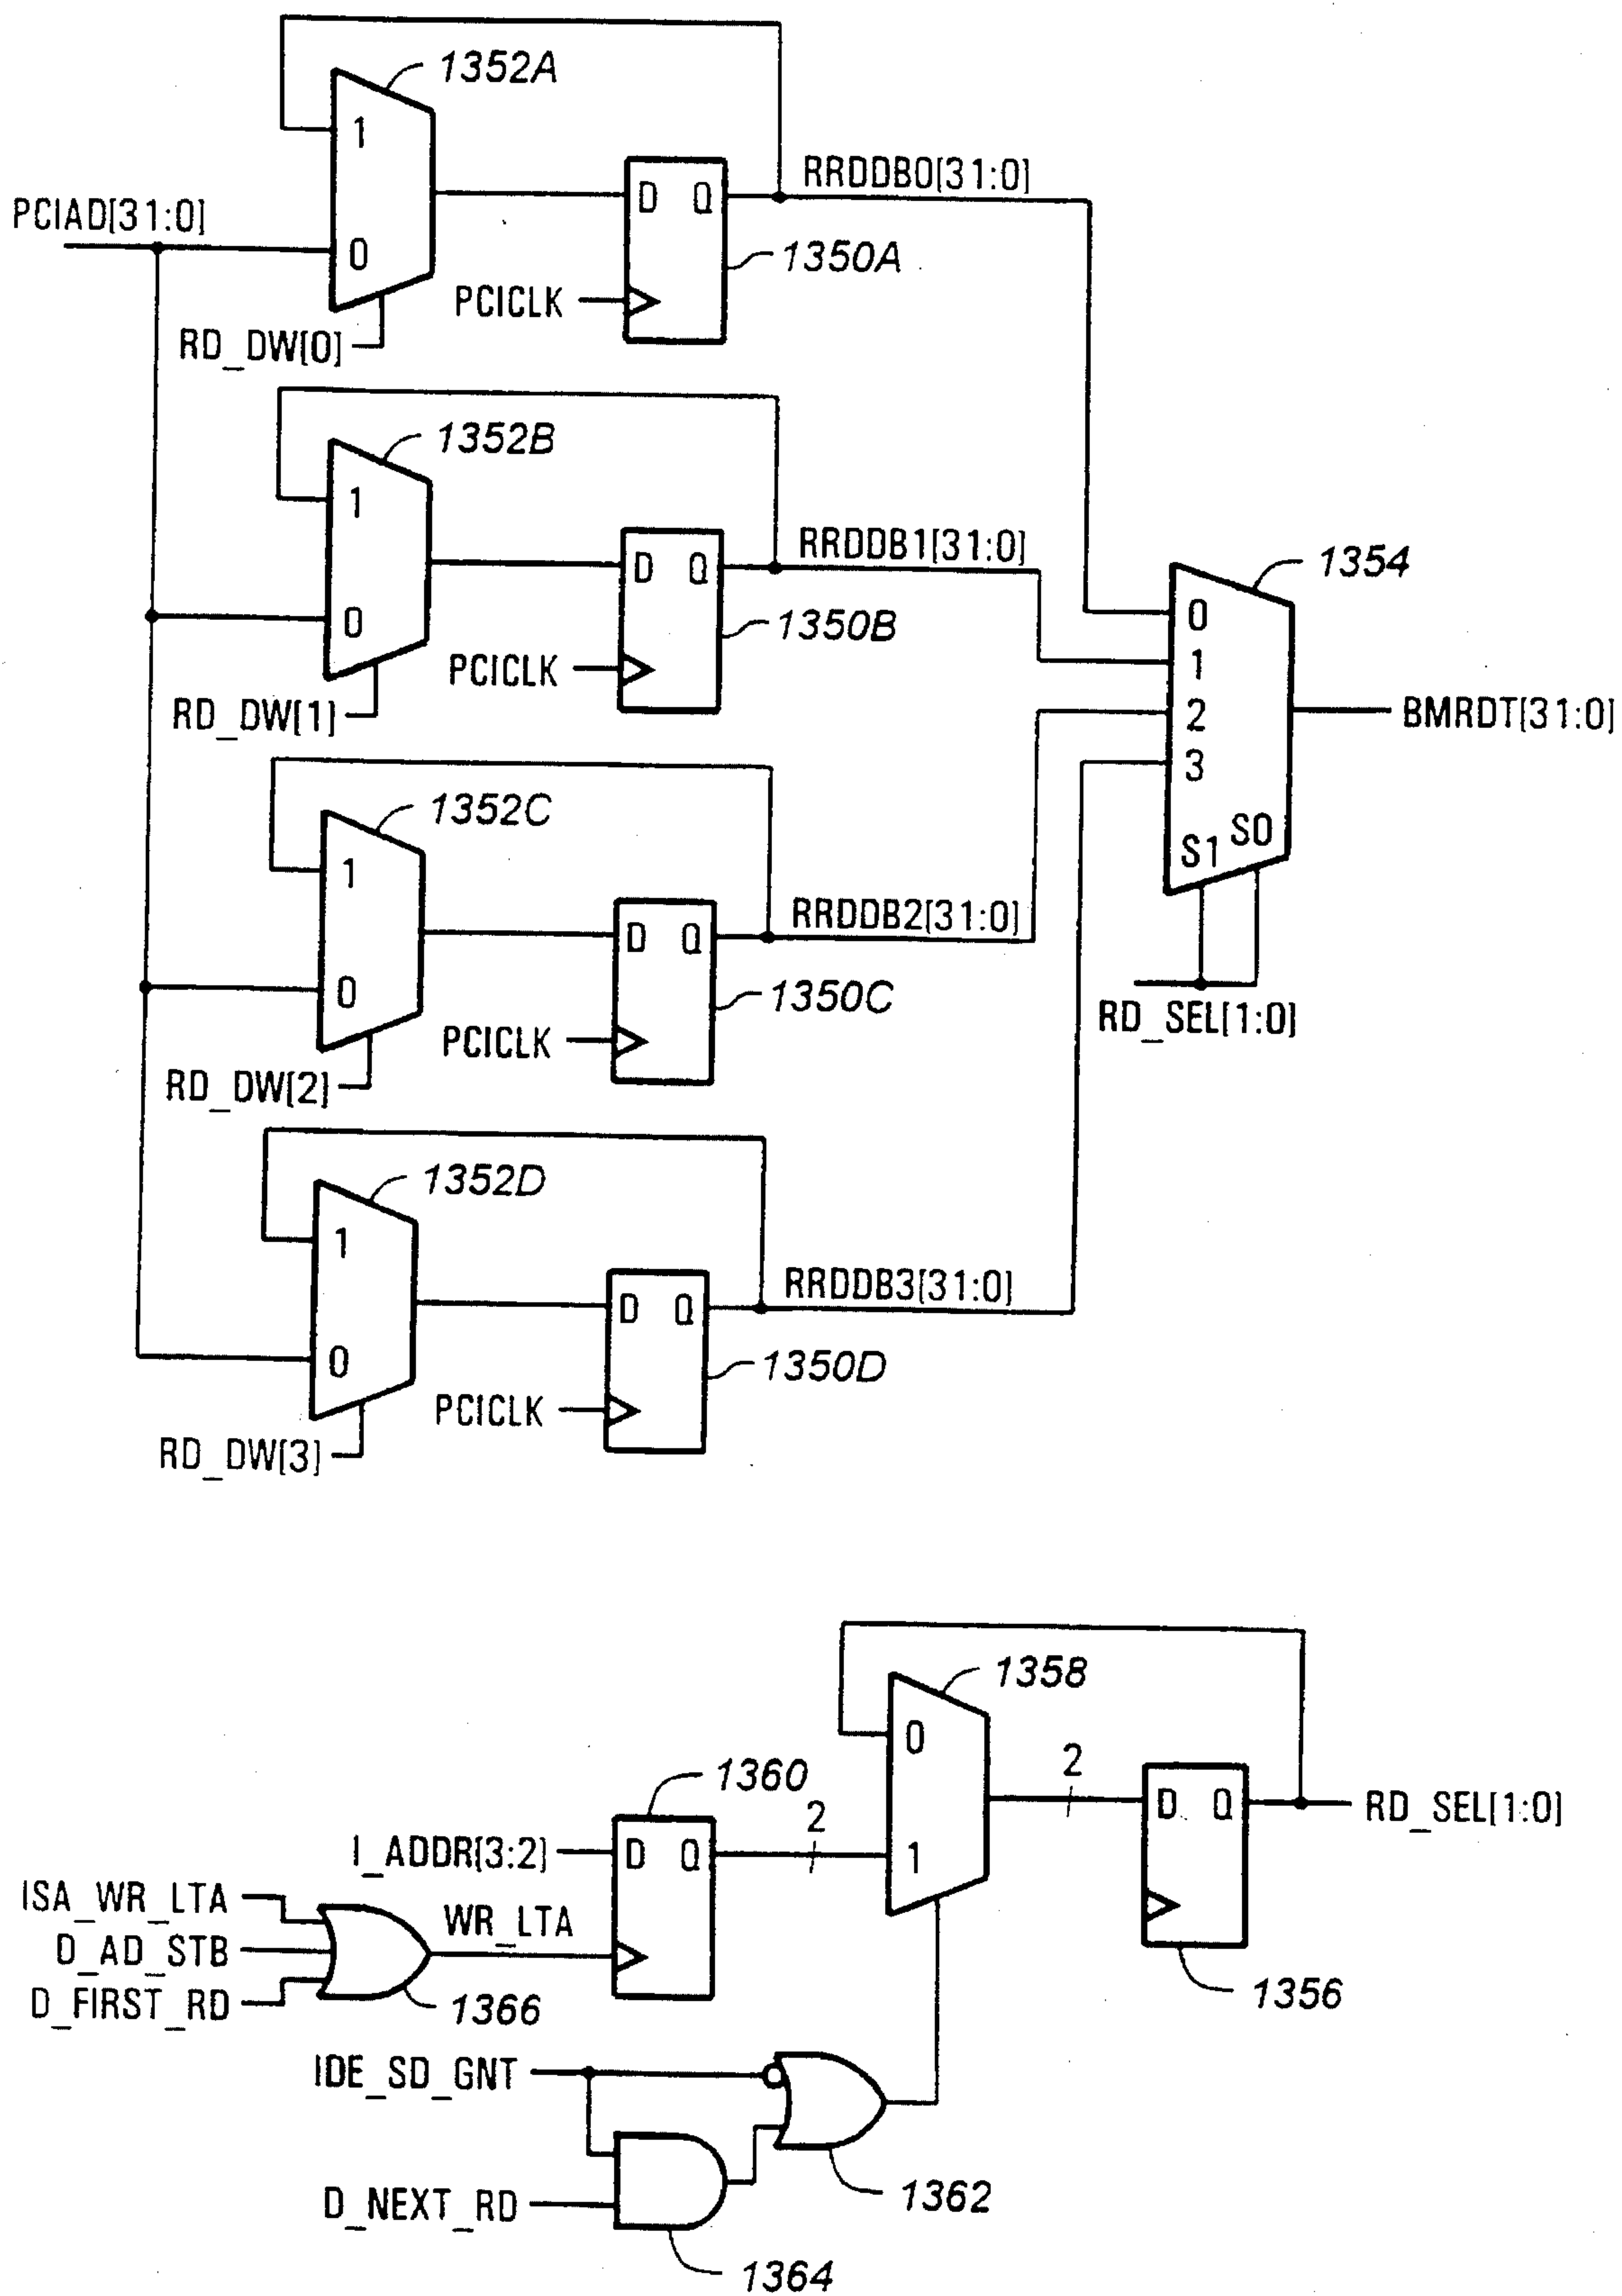 1352A
1
PCIAD[31:0]
0
RD_DW[0]
D Q
RRDDB0[31:0]
1350A
PCICLK
1352B
1
0
RD_DW[1]
D Q
RRDDB1[31:0]
1350B
PCICLK
1354
0
1
2
3
S1 S0
BMRDT[31:0]
RD_SEL[1:0]
1352C
1
0
RD_DW[2]
D Q
RRDDB2[31:0]
1350C
PCICLK
1352D
1
0
RD_DW[3]
D Q
RRDDB3[31:0]
1350D
PCICLK
1358
0
1
2
D Q
RD_SEL[1:0]
1356
1360
2
I_ADDR[3:2]
D Q
ISA_WR_LTA
D_AD_STB
D_FIRST_RD
WR_LTA
1366
IDE_SD_GNT
1362
D_NEXT_RD
1364